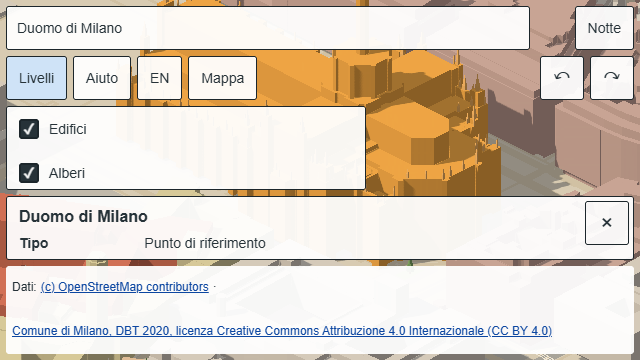 Duomo di Milano
Notte
Livelli
Aiuto
EN
Mappa
Edifici
Alberi
Duomo di Milano
Tipo Punto di riferimento
Dati: (c) OpenStreetMap contributors ·
Comune di Milano, DBT 2020, licenza Creative Commons Attribuzione 4.0 Internazionale (CC BY 4.0)